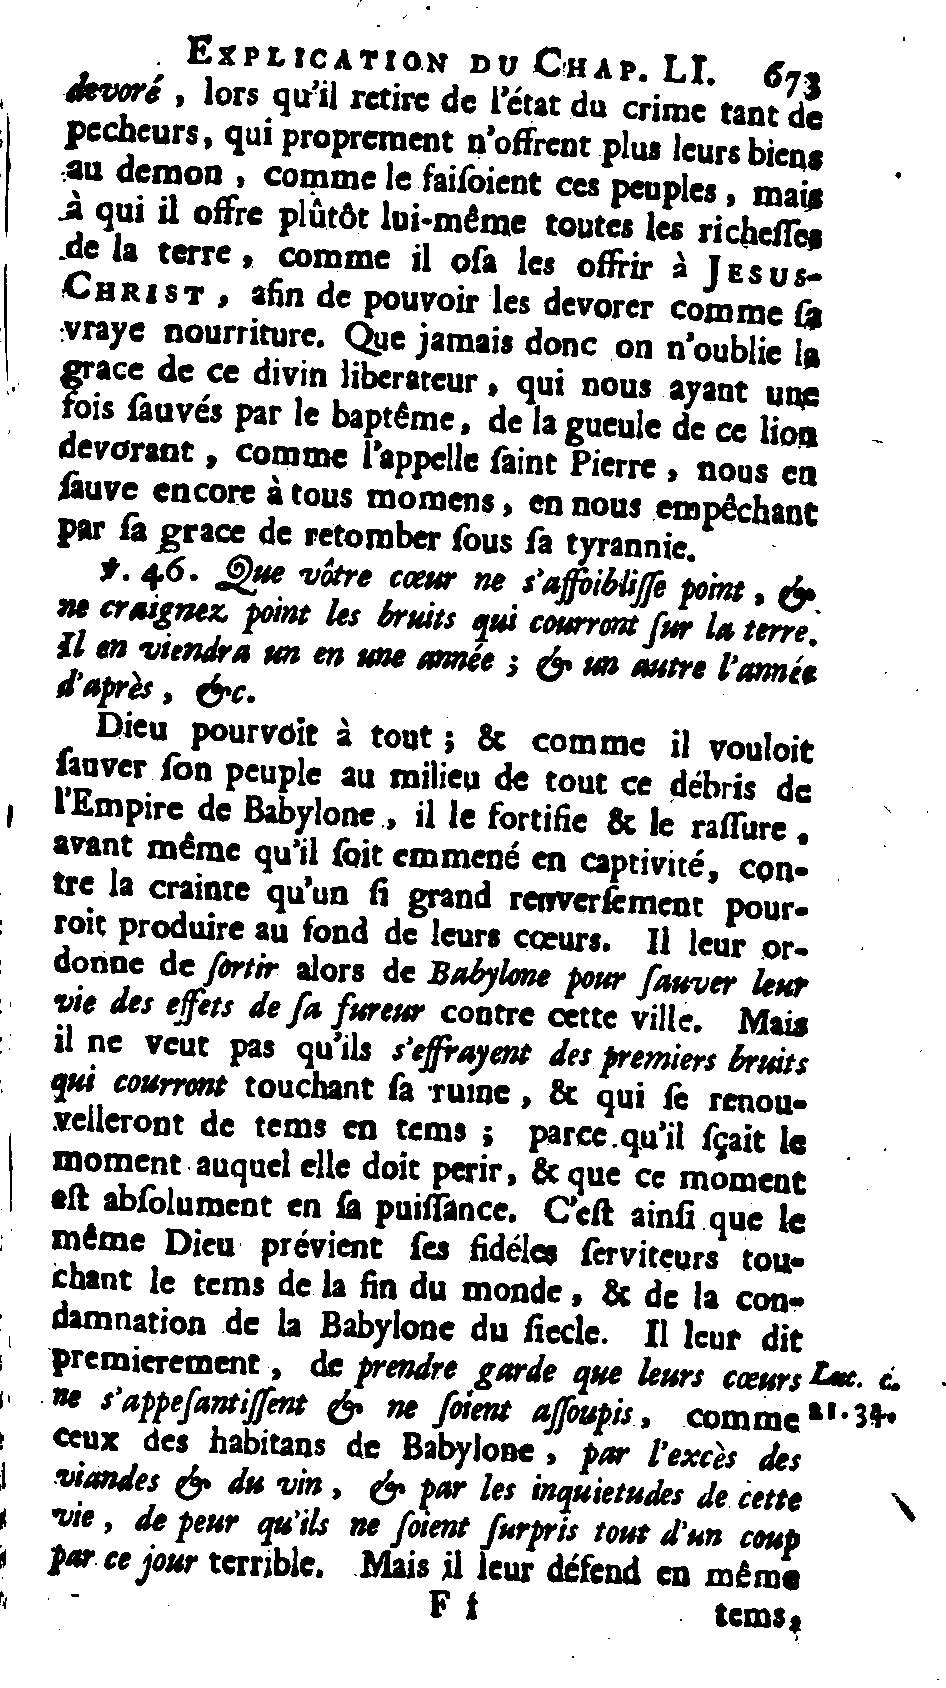 EXPLICATION DU CHAP. LI. 673
devoré, lors qu'il retire de l'état du crime tant de
pecheurs, qui proprement n'offrent plus leurs biens
au demon, comme le faiſoient ces peuples, mais
à qui il offre plûtôt lui-même toutes les richeſſes
de la terre, comme il oſa les offrir à JESUS-
CHRIST, afin de pouvoir les devorer comme ſa
vraye nourriture. Que jamais donc on n'oublie la
grace de ce divin liberateur, qui nous ayant une
fois ſauvés par le baptême, de la gueule de ce lion
devorant, comme l'appelle ſaint Pierre, nous en
ſauve encore à tous momens, en nous empêchant
par ſa grace de retomber ſous ſa tyrannie.
℣. 46. Que vôtre cœur ne s'affoibliſſe point, &
ne craignez point les bruits qui courront ſur la terre.
Il en viendra un en une année; & un autre l'année
d'après, &c.
Dieu pourvoit à tout; & comme il vouloit
ſauver ſon peuple au milieu de tout ce débris de
l'Empire de Babylone, il le fortifie & le raſſure,
avant même qu'il ſoit emmené en captivité, con-
tre la crainte qu'un ſi grand renverſement pour-
roit produire au fond de leurs cœurs. Il leur or-
donne de ſortir alors de Babylone pour ſauver leur
vie des effets de ſa fureur contre cette ville. Mais
il ne veut pas qu'ils s'effrayent des premiers bruits
qui courront touchant ſa ruine, & qui ſe renou-
velleront de tems en tems; parce qu'il ſçait le
moment auquel elle doit perir, & que ce moment
eſt abſolument en ſa puiſſance. C'eſt ainſi que le
même Dieu prévient ſes fidéles ſerviteurs tou-
chant le tems de la fin du monde, & de la con-
damnation de la Babylone du ſiecle. Il leur dit
premierement, de prendre garde que leurs cœurs Luc. c.
ne s'appeſantiſſent & ne ſoient aſſoupis, comme 21. 34.
ceux des habitans de Babylone, par l'excès des
viandes & du vin, & par les inquietudes de cette
vie, de peur qu'ils ne ſoient ſurpris tout d'un coup
par ce jour terrible. Mais il leur défend en même
F f tems,